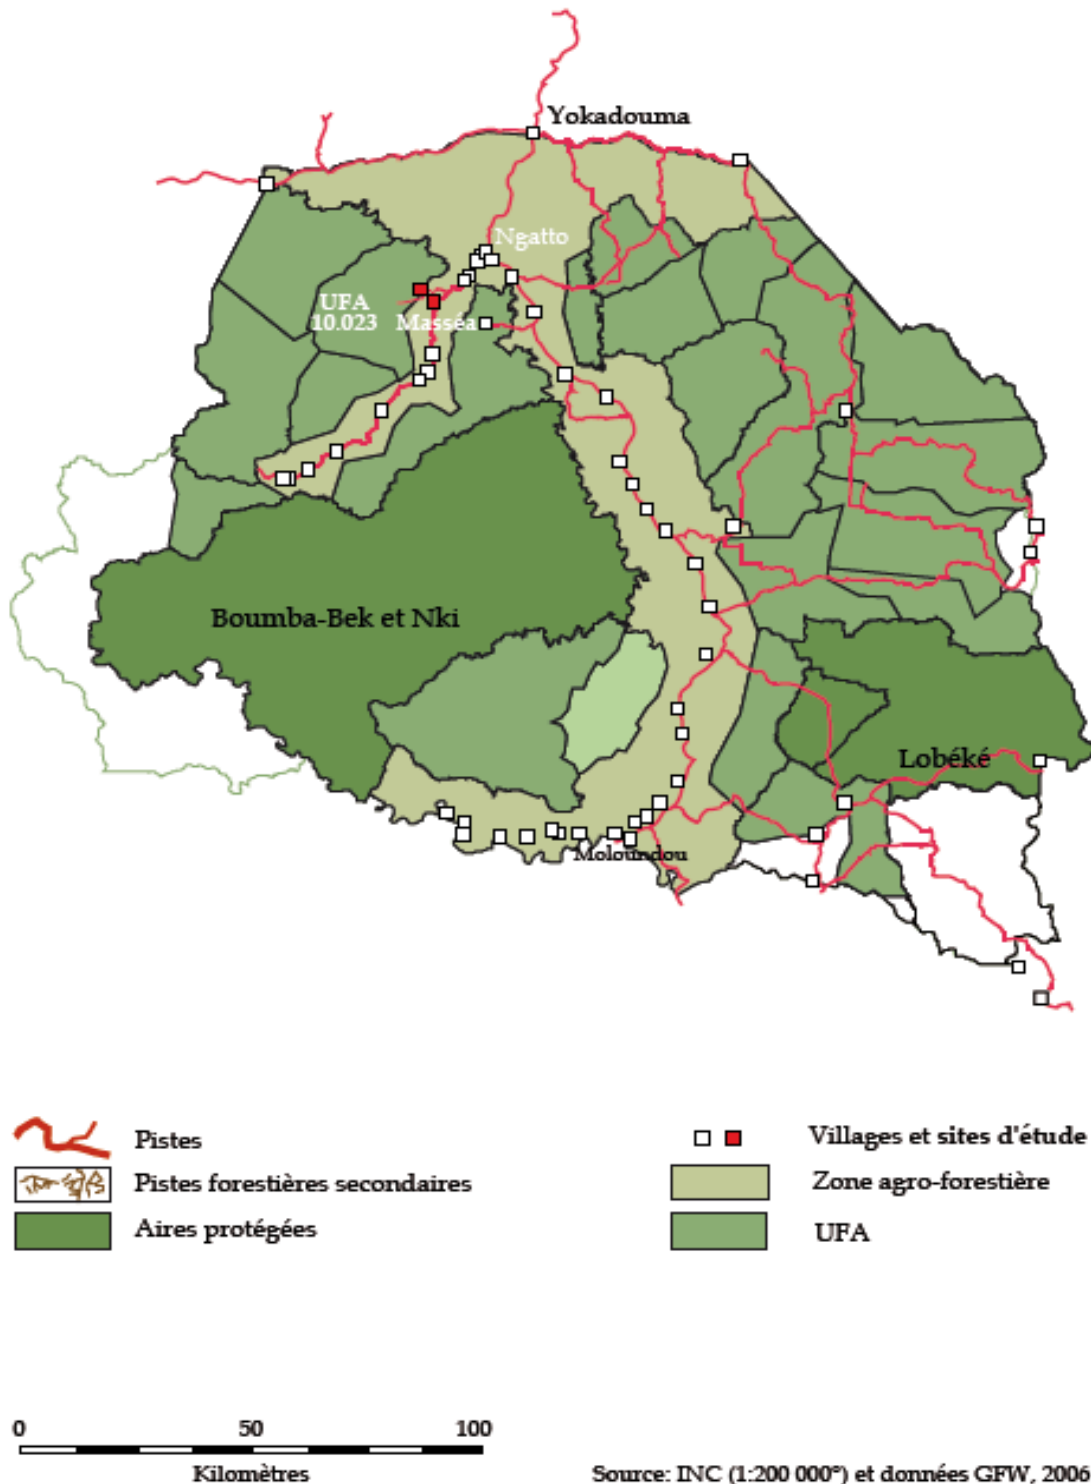 Yokadouma
Ngatto
UFA
10.023
Masséa
Boumba-Bek et Nki
Lobéké
Moloundou
Pistes
Pistes forestières secondaires
Aires protégées
Villages et sites d'étude
Zone agro-forestière
UFA
0 50 100
Kilomètres
Source: INC (1:200 000°) et données GFW, 2006